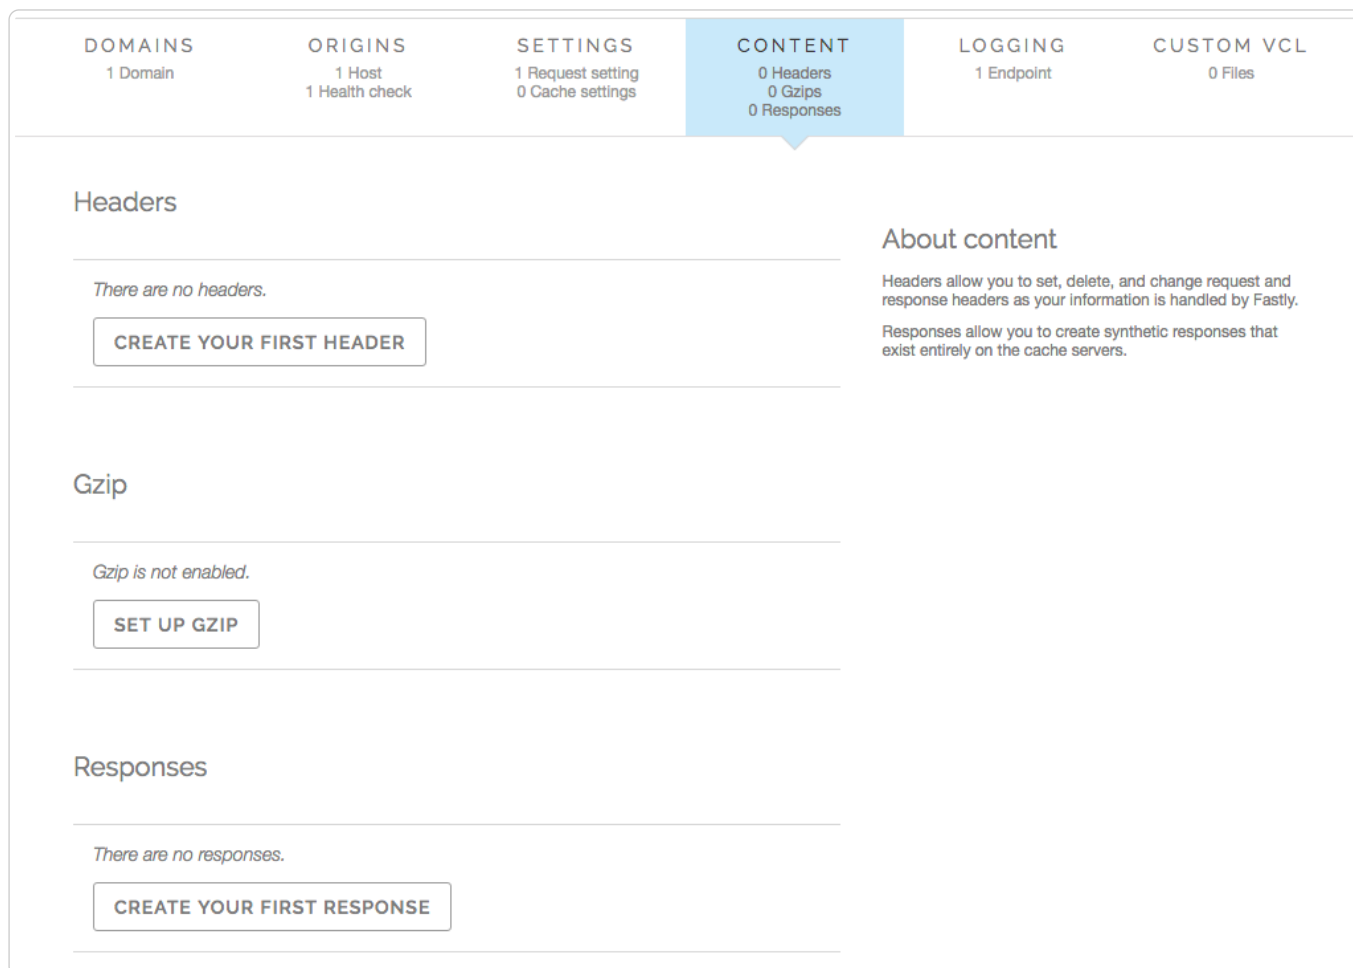 DOMAINS
1 Domain
ORIGINS
1 Host
1 Health check
SETTINGS
1 Request setting
0 Cache settings
CONTENT
0 Headers
0 Gzips
0 Responses
LOGGING
1 Endpoint
CUSTOM VCL
0 Files
Headers
There are no headers.
CREATE YOUR FIRST HEADER
About content
Headers allow you to set, delete, and change request and
response headers as your information is handled by Fastly.
Responses allow you to create synthetic responses that
exist entirely on the cache servers.
Gzip
Gzip is not enabled.
SET UP GZIP
Responses
There are no responses.
CREATE YOUR FIRST RESPONSE